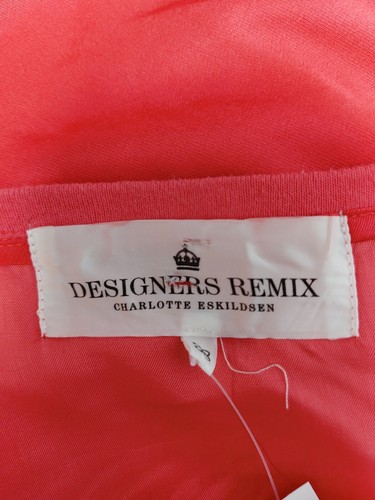 DESIGNERS REMIX
CHARLOTTE ESKILDSEN